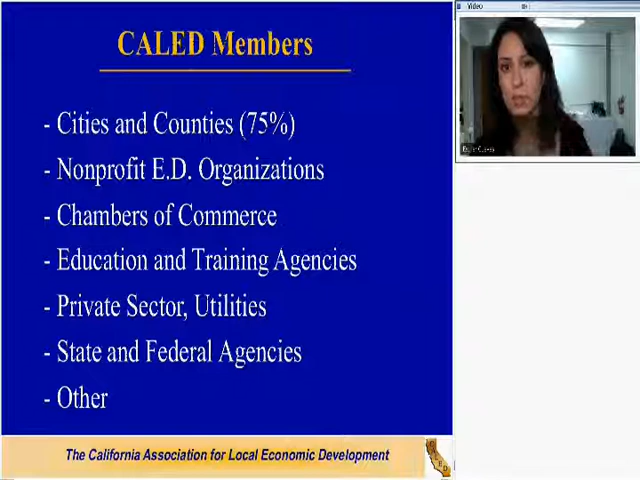 CALED Members
- Cities and Counties (75%)
- Nonprofit E.D. Organizations
- Chambers of Commerce
- Education and Training Agencies
- Private Sector, Utilities
- State and Federal Agencies
- Other
The California Association for Local Economic Development
Video